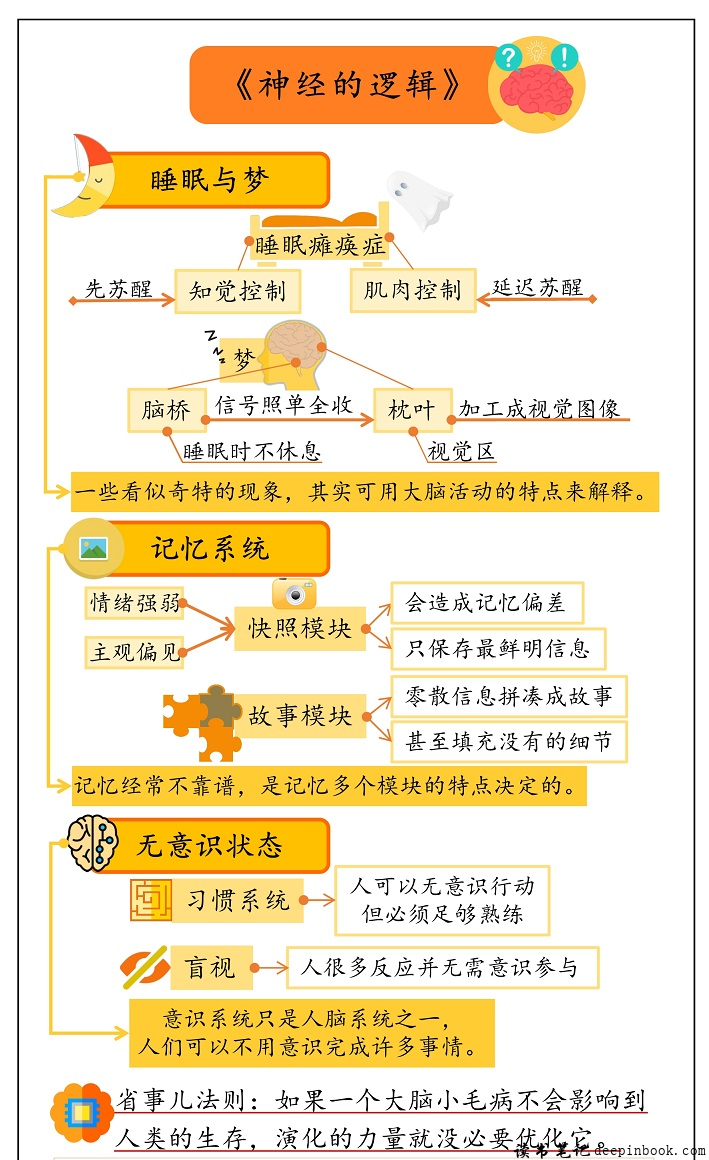 《神经的逻辑》
?
!
睡眠与梦
睡眠瘫痪症
先苏醒
知觉控制
肌肉控制
延迟苏醒
z
z
z
梦
脑桥
信号照单全收
枕叶
加工成视觉图像
睡眠时不休息
视觉区
一些看似奇特的现象，其实可用大脑活动的特点来解释。
记忆系统
情绪强弱
主观偏见
快照模块
会造成记忆偏差
只保存最鲜明信息
故事模块
零散信息拼凑成故事
甚至填充没有的细节
记忆经常不靠谱，是记忆多个模块的特点决定的。
无意识状态
习惯系统
人可以无意识行动
但必须足够熟练
盲视
人很多反应并无需意识参与
意识系统只是人脑系统之一，
人们可以不用意识完成许多事情。
省事儿法则：如果一个大脑小毛病不会影响到
人类的生存，演化的力量就没必要优化它。
读书笔记deepinbook.com